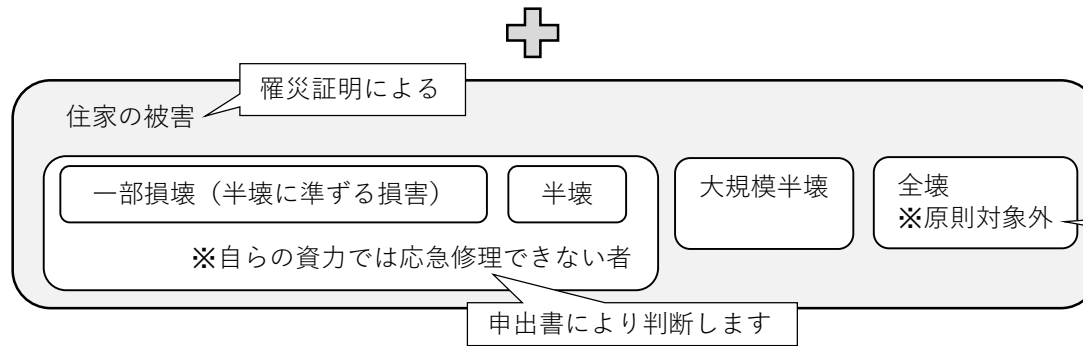 罹災証明による
住家の被害
一部損壊（半壊に準ずる損害）
半壊
大規模半壊
全壊
※原則対象外
※自らの資力では応急修理できない者
申出書により判断します